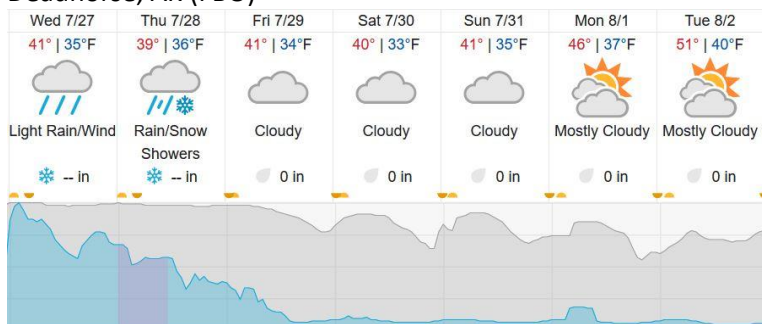 Wed 7/27 Thu 7/28 Fri 7/29 Sat 7/30 Sun 7/31 Mon 8/1 Tue 8/2
41° | 35°F 39° | 36°F 41° | 34°F 40° | 33°F 41° | 35°F 46° | 37°F 51° | 40°F
Light Rain/Wind Rain/Snow Cloudy Cloudy Cloudy Mostly Cloudy Mostly Cloudy
Showers
-- in -- in 0 in 0 in 0 in 0 in 0 in